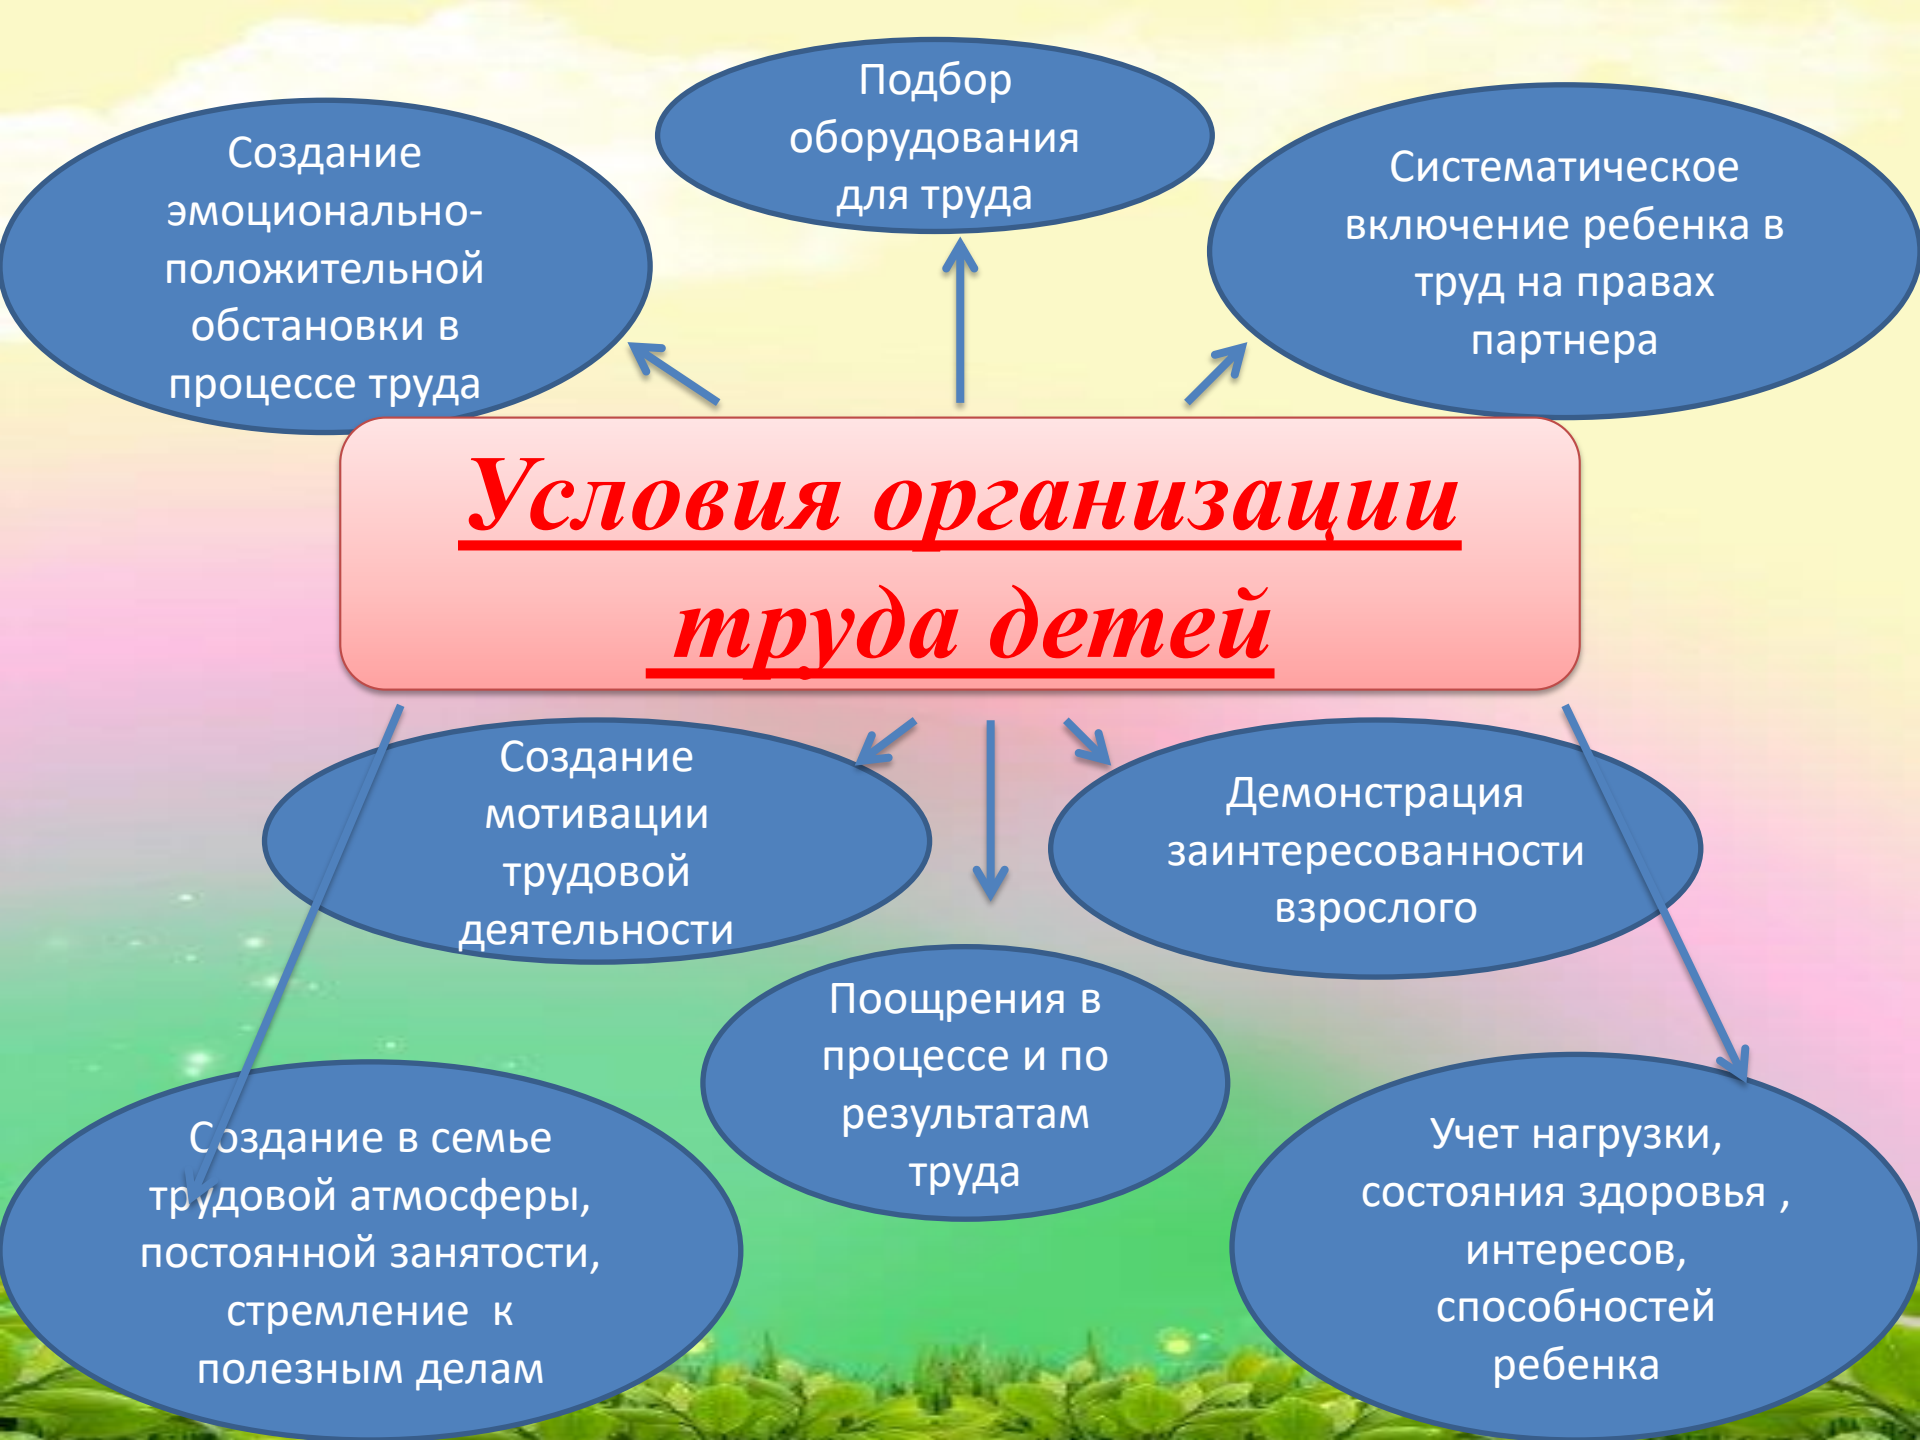 Подбор
оборудования
для труда
Создание
эмоционально-
положительной
обстановки в
процессе труда
Систематическое
включение ребенка в
труд на правах
партнера
Условия организации
труда детей
Создание
мотивации
трудовой
деятельности
Демонстрация
заинтересованности
взрослого
Поощрения в
процессе и по
результатам
труда
Создание в семье
трудовой атмосферы,
постоянной занятости,
стремление  к
полезным делам
Учет нагрузки,
состояния здоровья ,
интересов,
способностей
ребенка